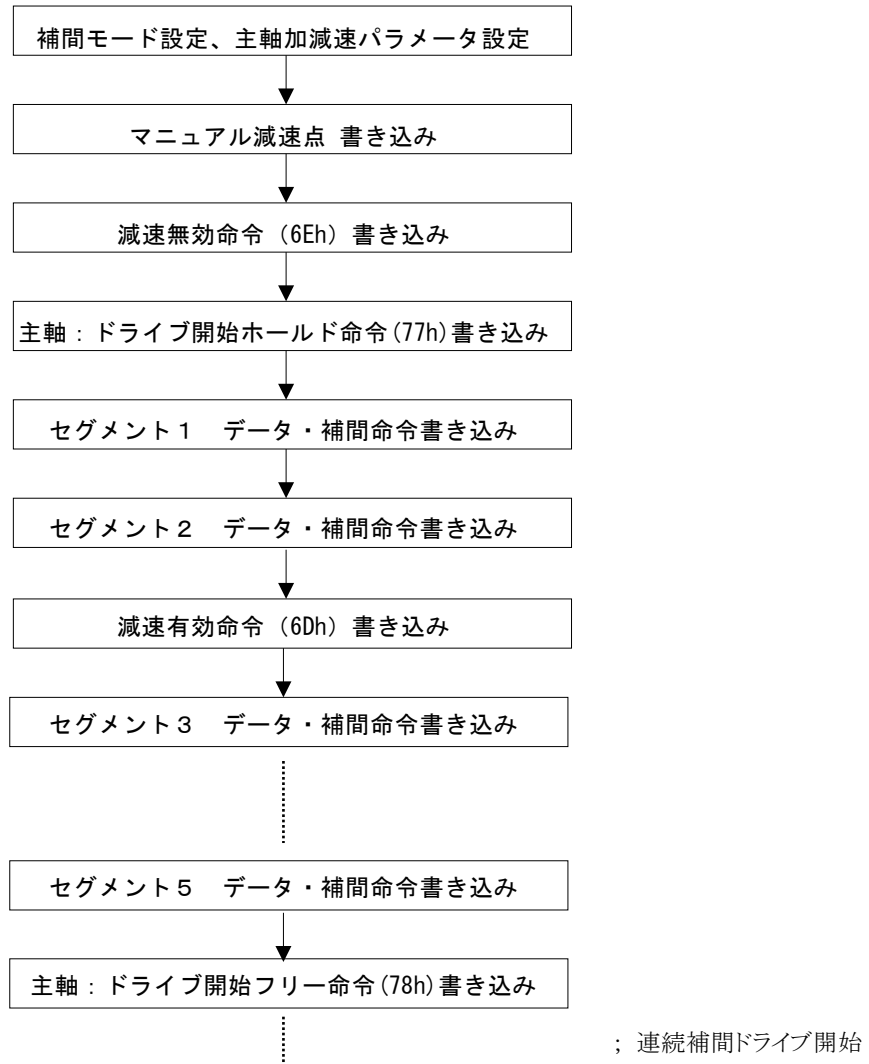 補間モード設定、主軸加減速パラメータ設定
マニュアル減速点 書き込み
減速無効命令（6Eh）書き込み
主軸：ドライブ開始ホールド命令(77h)書き込み
セグメント１　データ・補間命令書き込み
セグメント２　データ・補間命令書き込み
減速有効命令（6Dh）書き込み
セグメント３　データ・補間命令書き込み
セグメント５　データ・補間命令書き込み
主軸：ドライブ開始フリー命令(78h)書き込み
; 連続補間ドライブ開始